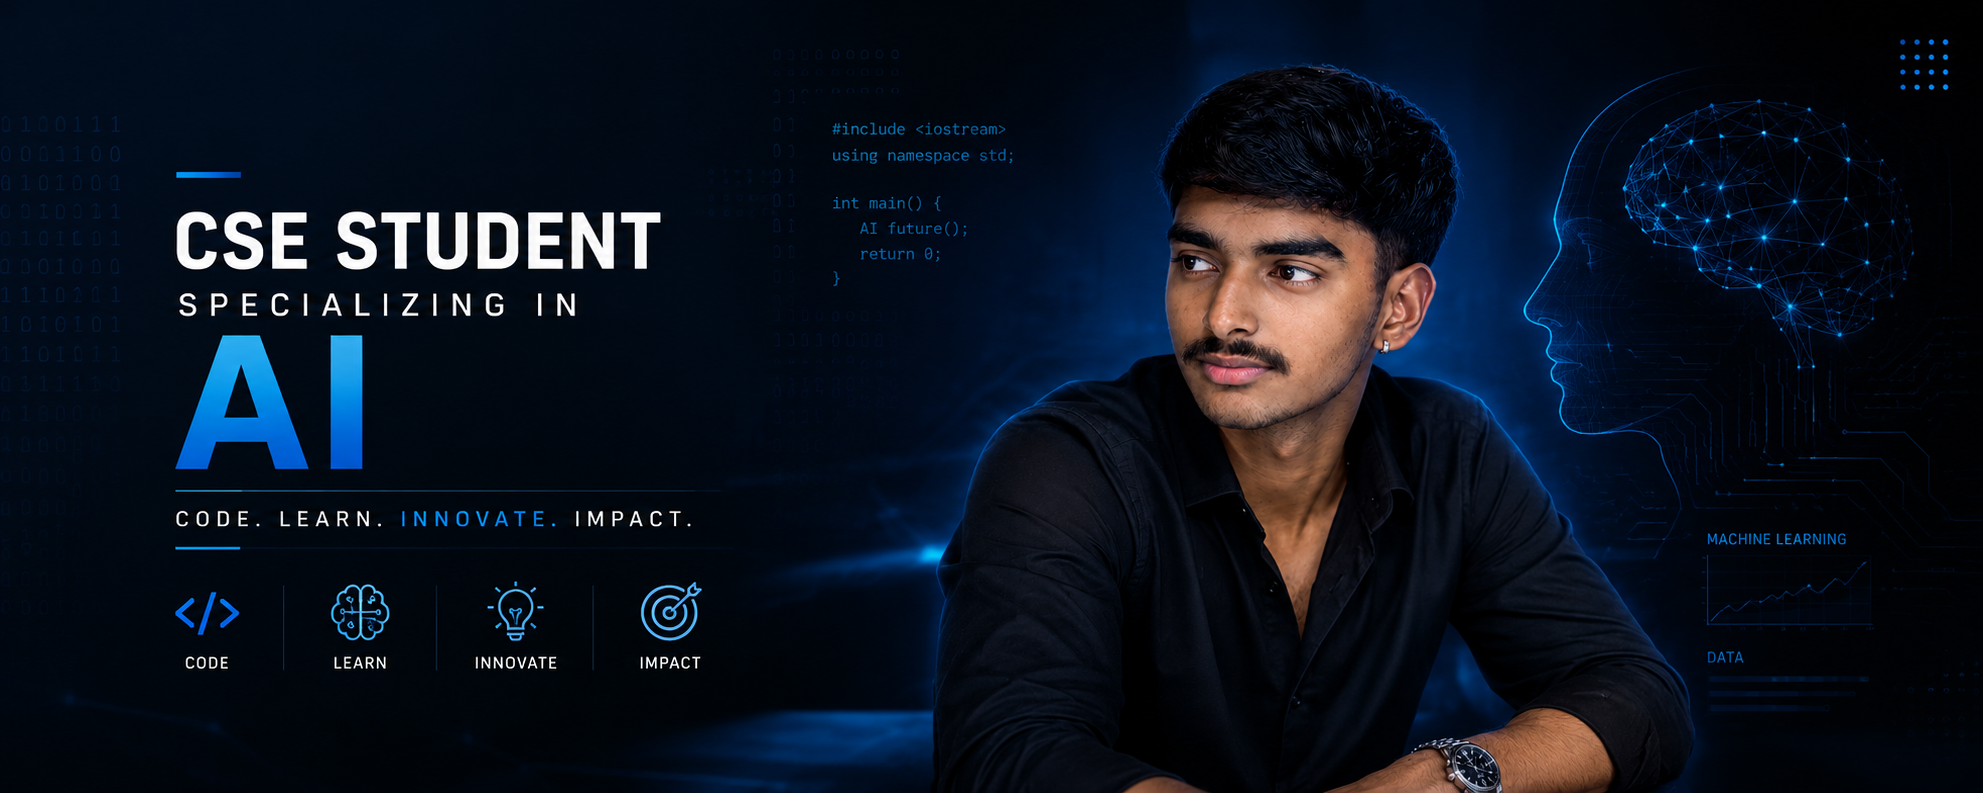 CSE STUDENT
SPECIALIZING IN
AI
CODE. LEARN. INNOVATE. IMPACT.
CODE
LEARN
INNOVATE
IMPACT
#include <iostream>
using namespace std;
int main() {
AI future();
return 0;
}
MACHINE LEARNING
DATA